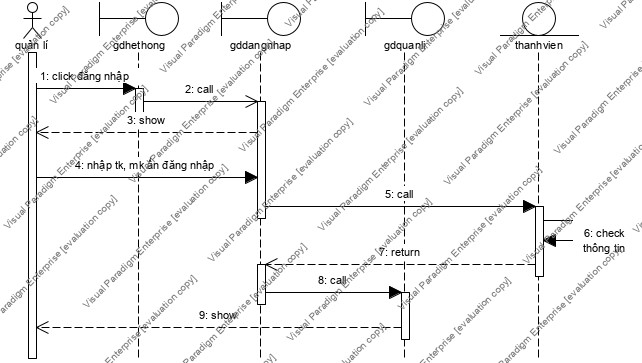 quản lí
gdhethong
gddangnhap
gdquanli
thanhvien
1: click đăng nhập
2: call
3: show
4: nhập tk, mk ấn đăng nhập
5: call
6: check
thông tin
7: return
8: call
9: show
Visual Paradigm Enterprise [evaluation copy]